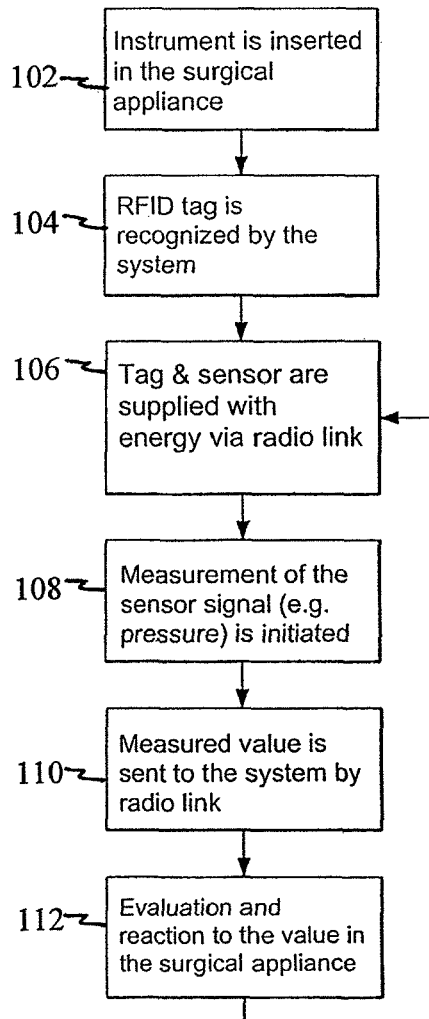 102
Instrument is inserted
in the surgical
appliance
104
RFID tag is
recognized by the
system
106
Tag & sensor are
supplied with
energy via radio link
108
Measurement of the
sensor signal (e.g.
pressure) is initiated
110
Measured value is
sent to the system by
radio link
112
Evaluation and
reaction to the value in
the surgical appliance